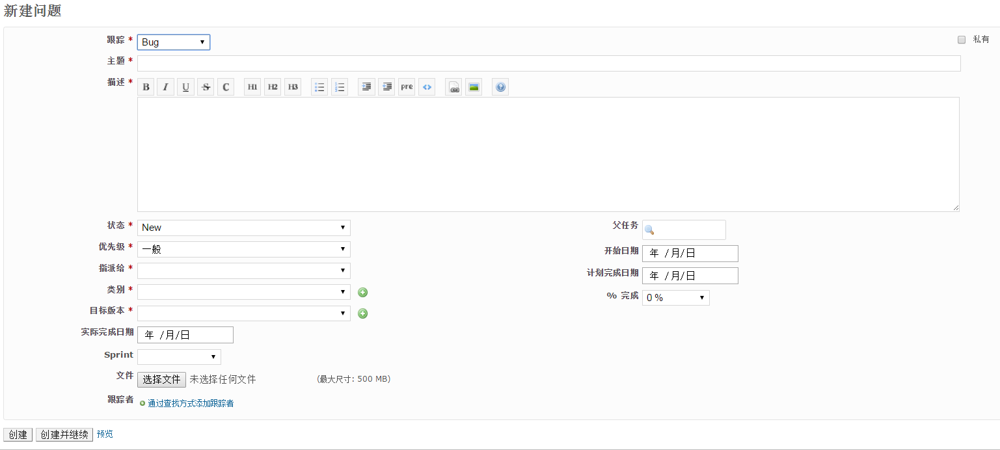 新建问题
跟踪 * Bug 私有
主题 *
描述 * B I U S C H1 H2 H3 pre
状态 * New 父任务
优先级 * 一般 开始日期 年 /月/日
指派给 * 计划完成日期 年 /月/日
类别 * % 完成 0 %
目标版本 *
实际完成日期 年 /月/日
Sprint
文件 选择文件 未选择任何文件 (最大尺寸: 500 MB)
跟踪者 通过查找方式添加跟踪者
创建 创建并继续 预览